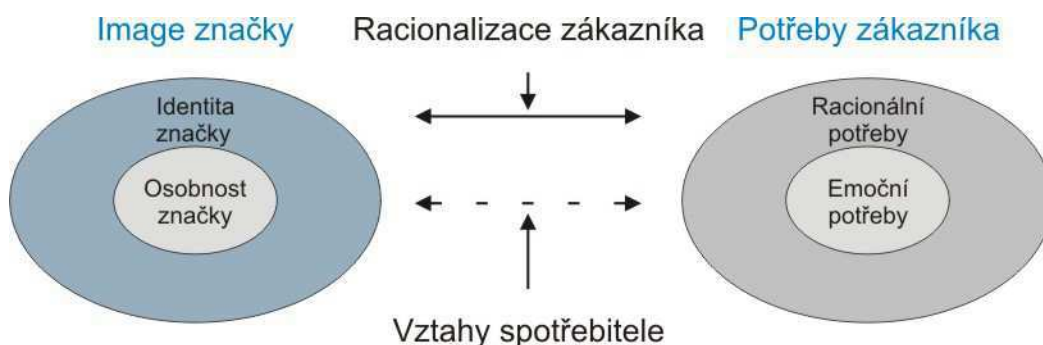 Image značky
Racionalizace zákazníka
Potřeby zákazníka
Identita
značky
Osobnost
značky
Racionální
potřeby
Emoční
potřeby
Vztahy spotřebitele